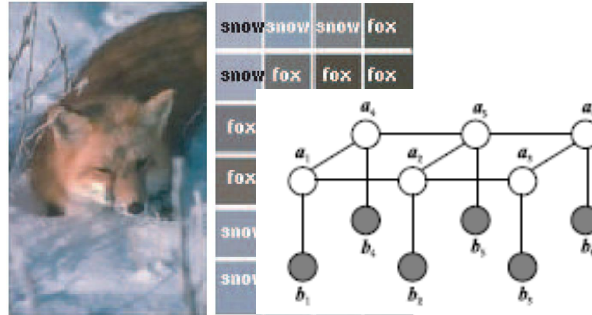 snow snow snow fox
snow fox fox fox
fox
fox
snow
snow
a₄ a₅
a₁ a₂ a₃
b₄ b₅
b₁ b₂ b₃